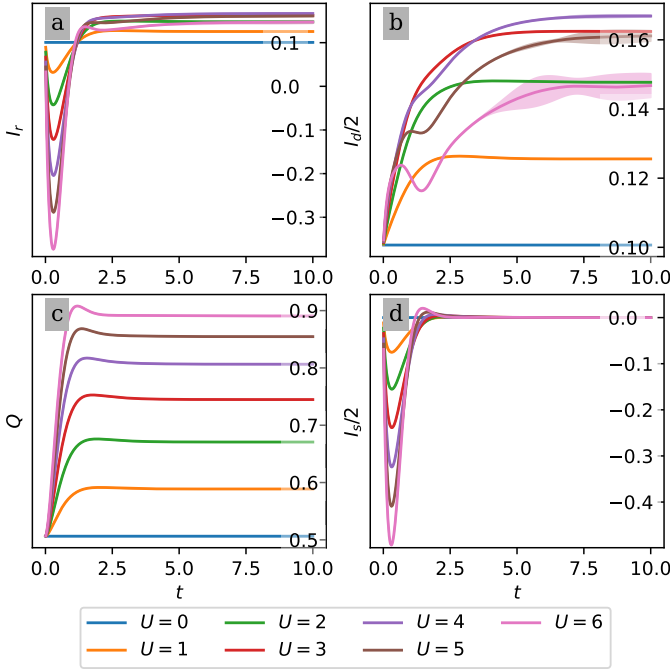 a
b
0.1
0.0
−0.1
−0.2
−0.3
I_r
0.0 2.5 5.0 7.5 10.0
0.16
0.14
0.12
0.10
I_d/2
0.0 2.5 5.0 7.5 10.0
c
d
0.9
0.8
0.7
0.6
0.5
Q
0.0 2.5 5.0 7.5 10.0
t
0.0
−0.1
−0.2
−0.3
−0.4
I_s/2
0.0 2.5 5.0 7.5 10.0
t
U = 0 U = 2 U = 4 U = 6
U = 1 U = 3 U = 5